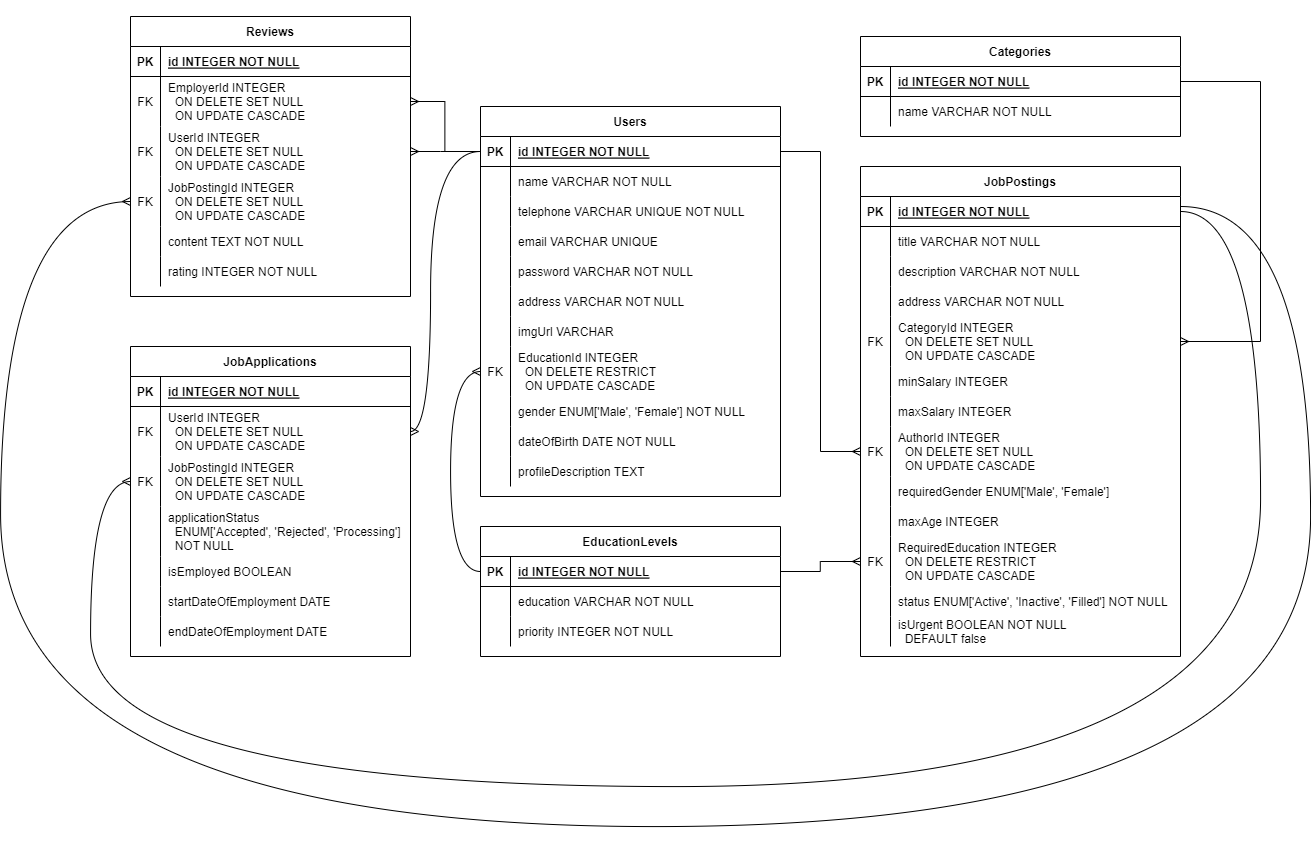 Reviews
PK id INTEGER NOT NULL
FK EmployerId INTEGER
ON DELETE SET NULL
ON UPDATE CASCADE
FK UserId INTEGER
ON DELETE SET NULL
ON UPDATE CASCADE
FK JobPostingId INTEGER
ON DELETE SET NULL
ON UPDATE CASCADE
content TEXT NOT NULL
rating INTEGER NOT NULL
JobApplications
PK id INTEGER NOT NULL
FK UserId INTEGER
ON DELETE SET NULL
ON UPDATE CASCADE
FK JobPostingId INTEGER
ON DELETE SET NULL
ON UPDATE CASCADE
applicationStatus
ENUM['Accepted', 'Rejected', 'Processing']
NOT NULL
isEmployed BOOLEAN
startDateOfEmployment DATE
endDateOfEmployment DATE
Users
PK id INTEGER NOT NULL
name VARCHAR NOT NULL
telephone VARCHAR UNIQUE NOT NULL
email VARCHAR UNIQUE
password VARCHAR NOT NULL
address VARCHAR NOT NULL
imgUrl VARCHAR
FK EducationId INTEGER
ON DELETE RESTRICT
ON UPDATE CASCADE
gender ENUM['Male', 'Female'] NOT NULL
dateOfBirth DATE NOT NULL
profileDescription TEXT
EducationLevels
PK id INTEGER NOT NULL
education VARCHAR NOT NULL
priority INTEGER NOT NULL
Categories
PK id INTEGER NOT NULL
name VARCHAR NOT NULL
JobPostings
PK id INTEGER NOT NULL
title VARCHAR NOT NULL
description VARCHAR NOT NULL
address VARCHAR NOT NULL
FK CategoryId INTEGER
ON DELETE SET NULL
ON UPDATE CASCADE
minSalary INTEGER
maxSalary INTEGER
FK AuthorId INTEGER
ON DELETE SET NULL
ON UPDATE CASCADE
requiredGender ENUM['Male', 'Female']
maxAge INTEGER
FK RequiredEducation INTEGER
ON DELETE RESTRICT
ON UPDATE CASCADE
status ENUM['Active', 'Inactive', 'Filled'] NOT NULL
isUrgent BOOLEAN NOT NULL
DEFAULT false